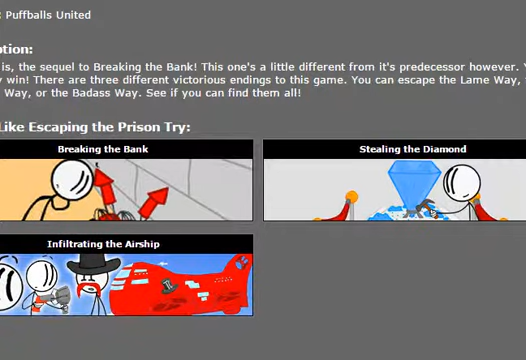 : Puffballs United
ption:
is, the sequel to Breaking the Bank! This one's a little different from it's predecessor however. Y
win! There are three different victorious endings to this game. You can escape the Lame Way,
Way, or the Badass Way. See if you can find them all!
Like Escaping the Prison Try:
Breaking the Bank
Stealing the Diamond
Infiltrating the Airship